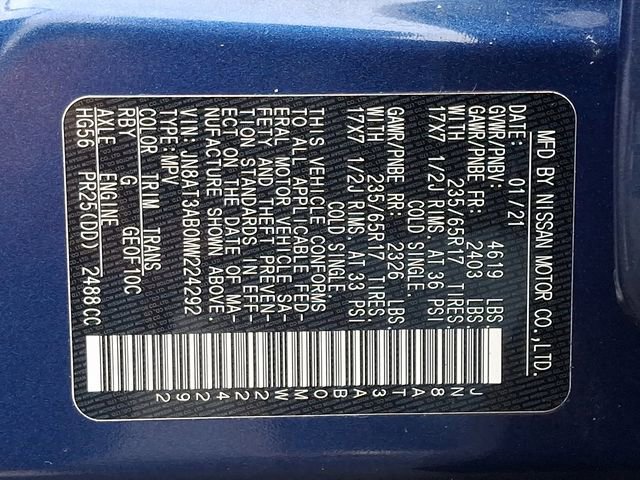 MFD BY NISSAN MOTOR CO.,LTD.
DATE: 01/21
GVWR/PNBV: 4619 LBS.
GAWR/PNBE FR: 2403 LBS.
WITH 235/65R17 TIRES.
17X7 1/2J RIMS. AT 36 PSI
COLD SINGLE.
GAWR/PNBE RR: 2326 LBS.
WITH 235/65R17 TIRES.
17X7 1/2J RIMS. AT 33 PSI
COLD SINGLE.
THIS VEHICLE CONFORMS
TO ALL APPLICABLE FED-
ERAL MOTOR VEHICLE SA-
FETY AND THEFT PREVEN-
TION STANDARDS IN EFF-
ECT ON THE DATE OF MA-
NUFACTURE SHOWN ABOVE.
VIN:JN8AT3AB0MW224292
TYPE:MPV
COLOR TRIM TRANS
RBY G GEOF10C
AXLE ENGINE
HG56 PR25(DD) 2488CC
JN8AT3AB0MW224292